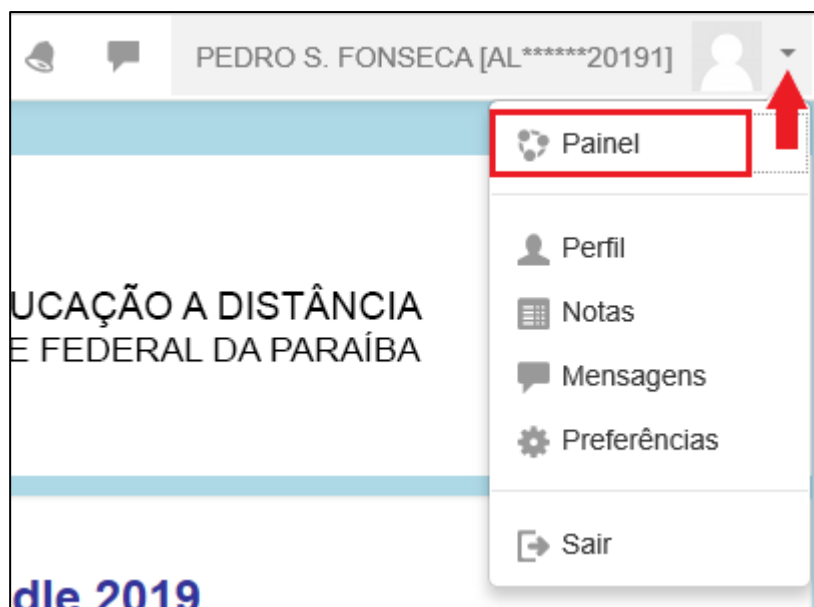 PEDRO S. FONSECA [AL******20191]
Painel
Perfil
UCAÇÃO A DISTÂNCIA
E FEDERAL DA PARAÍBA
Notas
Mensagens
Preferências
Sair
dle 2019